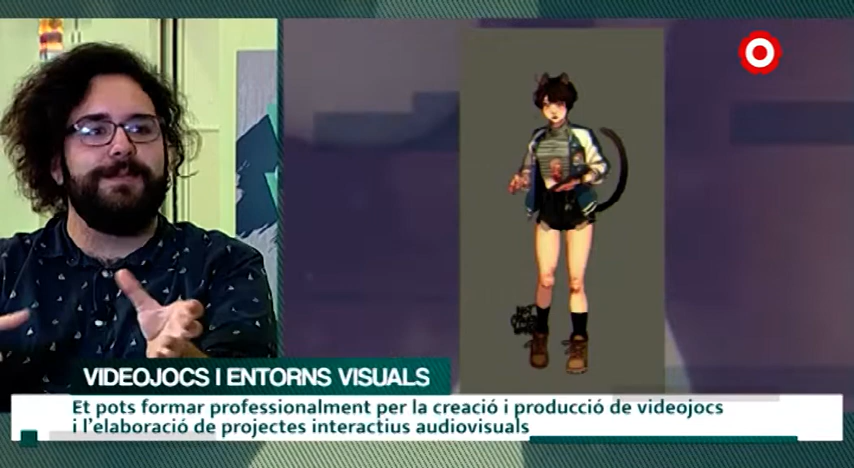 VIDEOJOCS I ENTORNS VISUALS
Et pots formar professionalment per la creació i producció de videojocs
i l'elaboració de projectes interactius audiovisuals